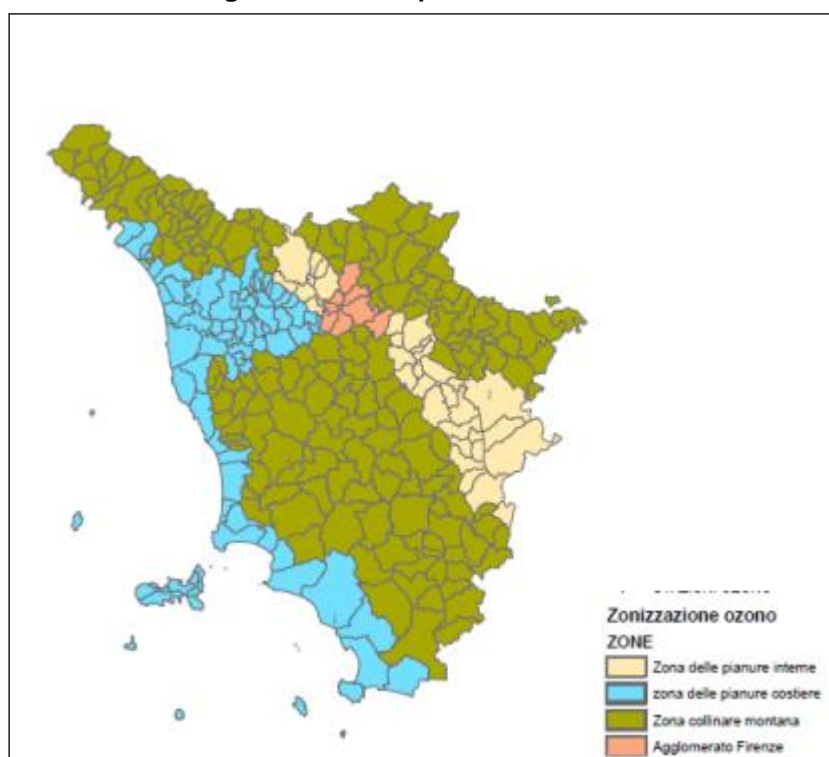 Zonizzazione ozono
ZONE
Zona delle pianure interne
zona delle pianure costiere
Zona collinare montana
Agglomerato Firenze